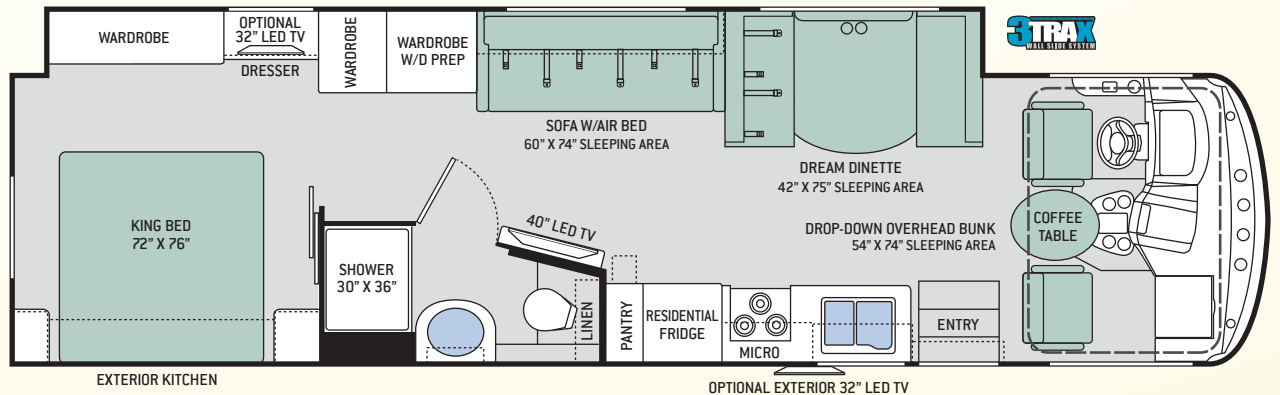 WARDROBE
OPTIONAL
32" LED TV
DRESSER
WARDROBE
WARDROBE
W/D PREP
SOFA W/AIR BED
60" X 74" SLEEPING AREA
DREAM DINETTE
42" X 75" SLEEPING AREA
3TRAX
WALL SLIDE SYSTEM
KING BED
72" X 76"
SHOWER
30" X 36"
40" LED TV
LINEN
PANTRY
RESIDENTIAL
FRIDGE
MICRO
DROP-DOWN OVERHEAD BUNK
54" X 74" SLEEPING AREA
COFFEE
TABLE
ENTRY
EXTERIOR KITCHEN
OPTIONAL EXTERIOR 32" LED TV